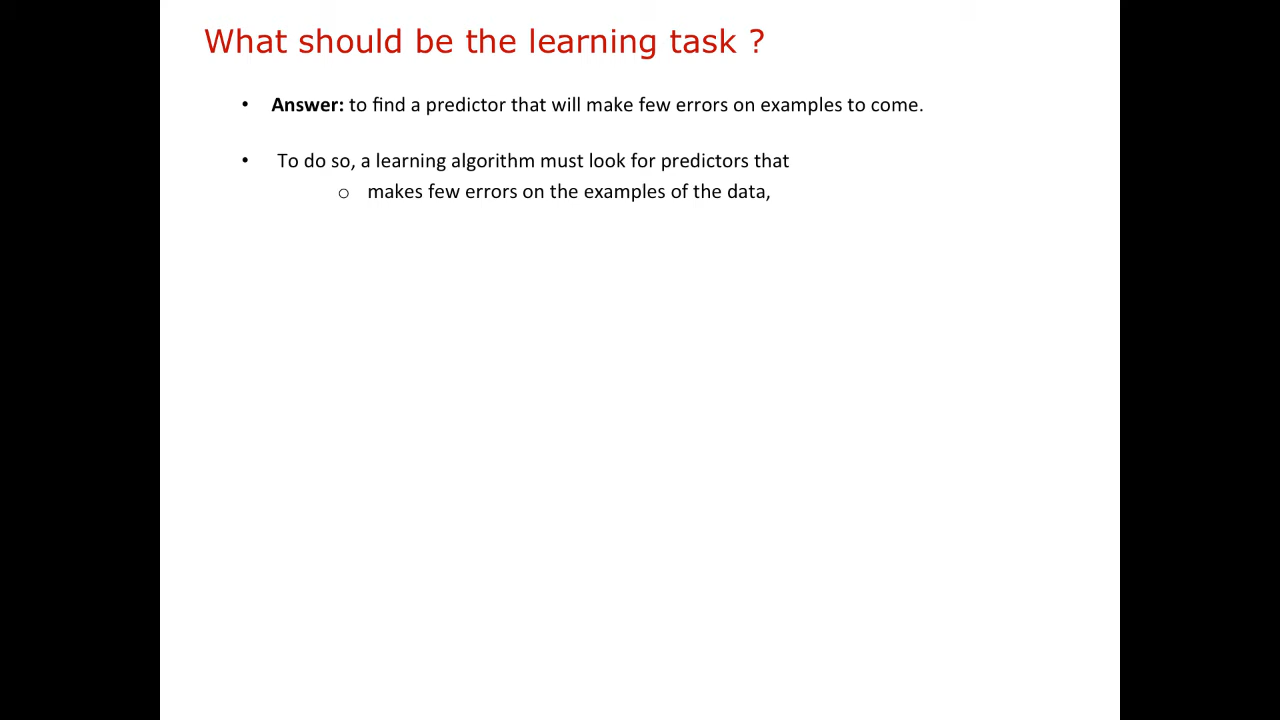 What should be the learning task ?
• Answer: to find a predictor that will make few errors on examples to come.
• To do so, a learning algorithm must look for predictors that
o makes few errors on the examples of the data,